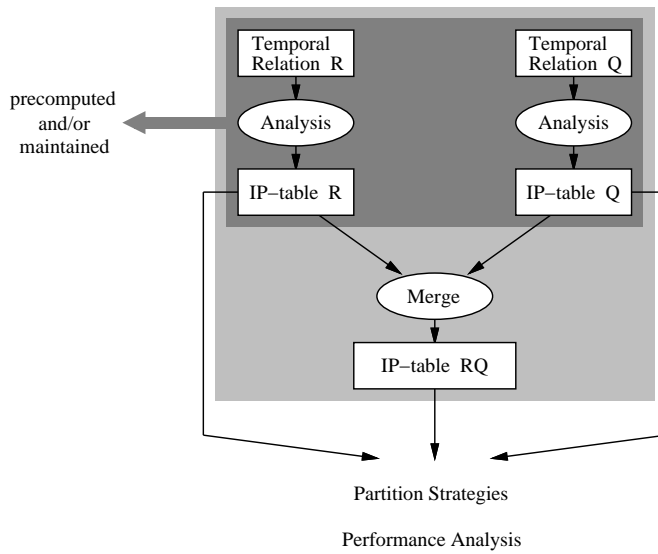 Temporal
Relation R
Temporal
Relation Q
precomputed
and/or
maintained
Analysis
Analysis
IP−table R
IP−table Q
Merge
IP−table RQ
Partition Strategies
Performance Analysis